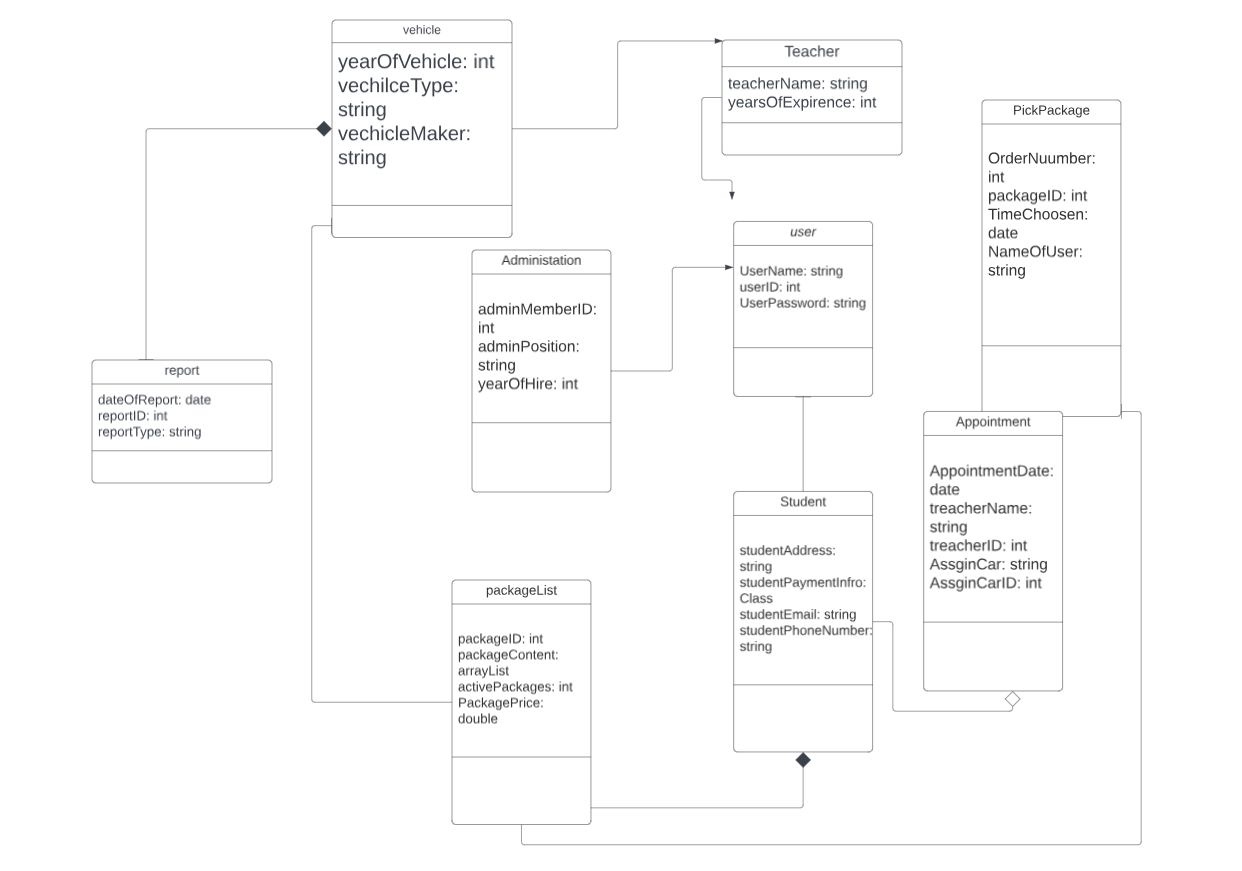 vehicle
yearOfVehicle: int
vechilceType:
string
vechicleMaker:
string
Teacher
teacherName: string
yearsOfExpirence: int
PickPackage
OrderNuumber:
int
packageID: int
TimeChoosen:
date
NameOfUser:
string
user
UserName: string
userID: int
UserPassword: string
Administation
adminMemberID:
int
adminPosition:
string
yearOfHire: int
report
dateOfReport: date
reportID: int
reportType: string
Appointment
AppointmentDate:
date
treacherName:
string
treacherID: int
AssginCar: string
AssginCarID: int
Student
studentAddress:
string
studentPaymentInfro:
Class
studentEmail: string
studentPhoneNumber:
string
packageList
packageID: int
packageContent:
arrayList
activePackages: int
PackagePrice:
double